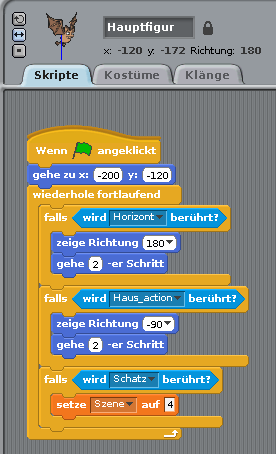 Hauptfigur
x: -120 y: -172 Richtung: 180
Skripte Kostüme Klänge
Wenn angeklickt
gehe zu x: -200 y: -120
wiederhole fortlaufend
falls wird Horizont berührt?
zeige Richtung 180
gehe 2 -er Schritt
falls wird Haus_action berührt?
zeige Richtung -90
gehe 2 -er Schritt
falls wird Schatz berührt?
setze Szene auf 4